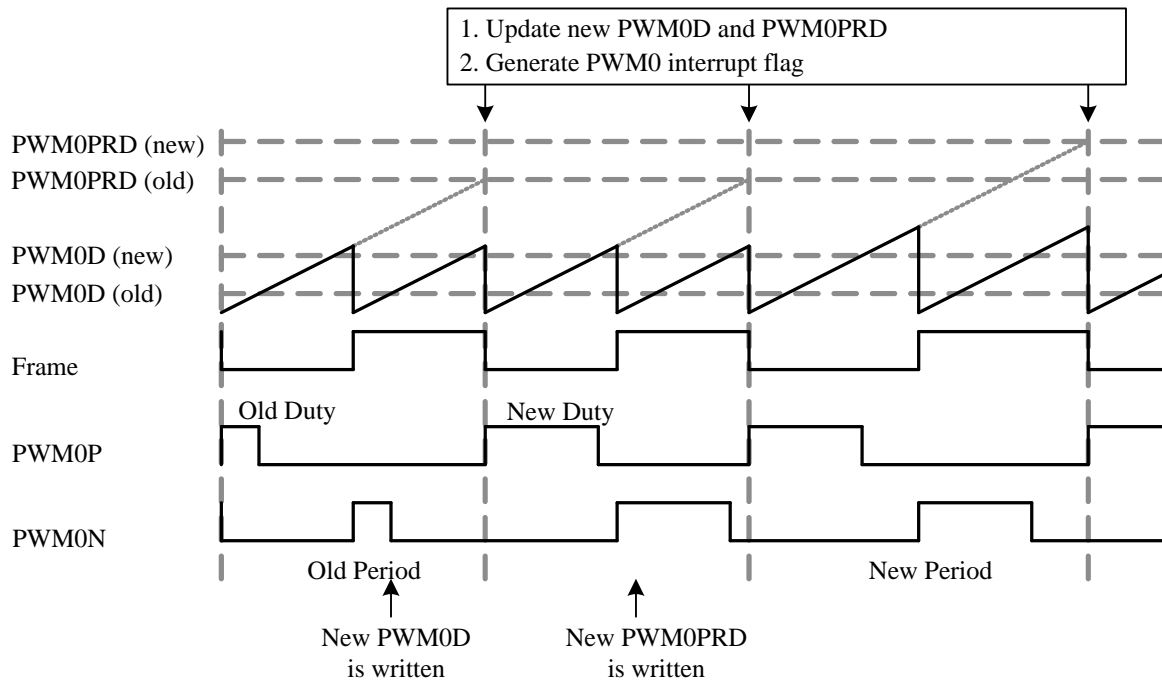 1. Update new PWM0D and PWM0PRD
2. Generate PWM0 interrupt flag
PWM0PRD (new)
PWM0PRD (old)
PWM0D (new)
PWM0D (old)
Frame
Old Duty
New Duty
PWM0P
PWM0N
Old Period
New Period
New PWM0D
is written
New PWM0PRD
is written